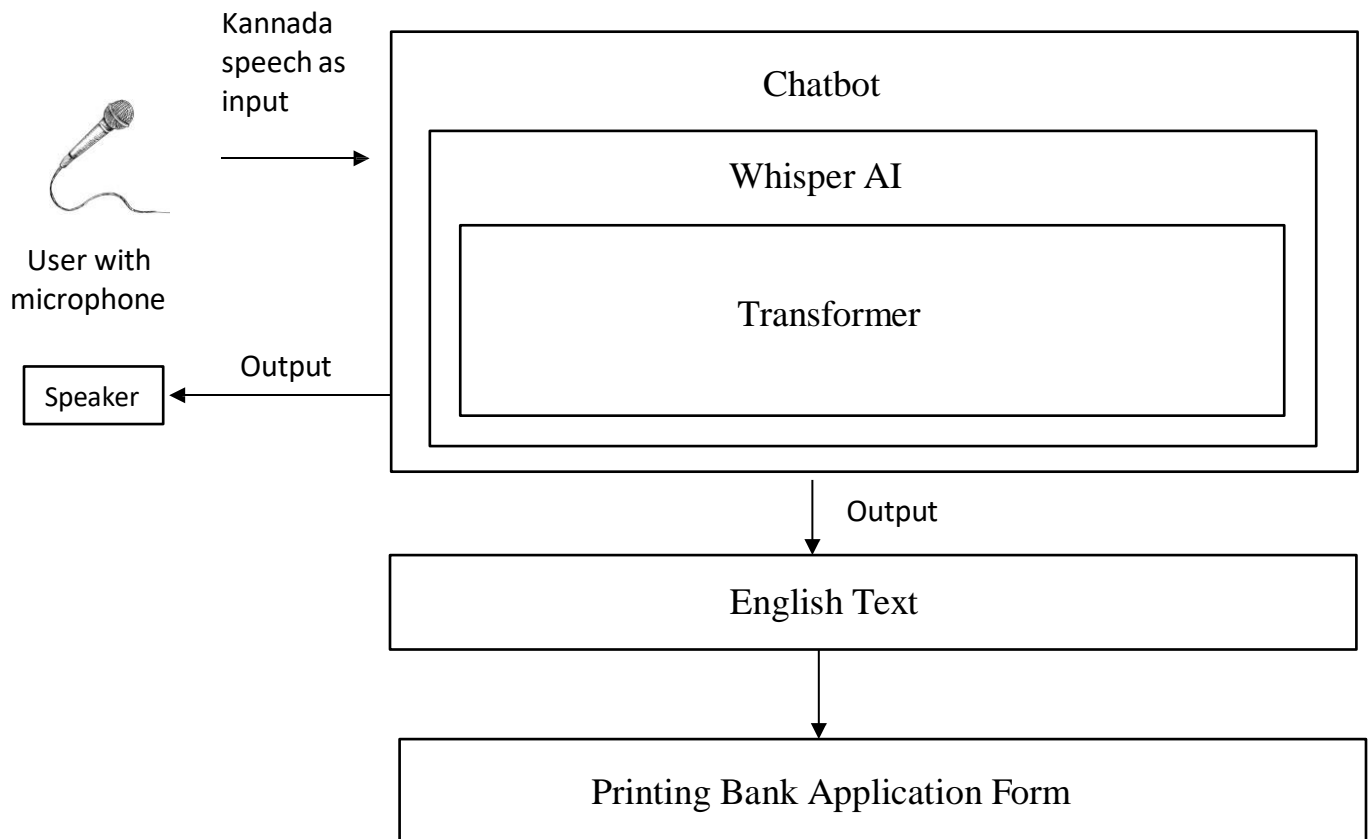 Kannada
speech as
input
Chatbot
Whisper AI
Transformer
User with
microphone
Output
Speaker
Output
English Text
Printing Bank Application Form